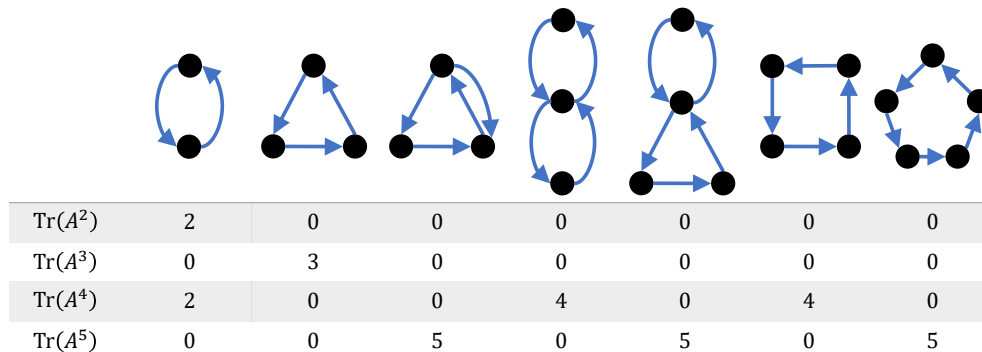 Tr(A²) 2 0 0 0 0 0 0
Tr(A³) 0 3 0 0 0 0 0
Tr(A⁴) 2 0 0 4 0 4 0
Tr(A⁵) 0 0 5 0 5 0 5